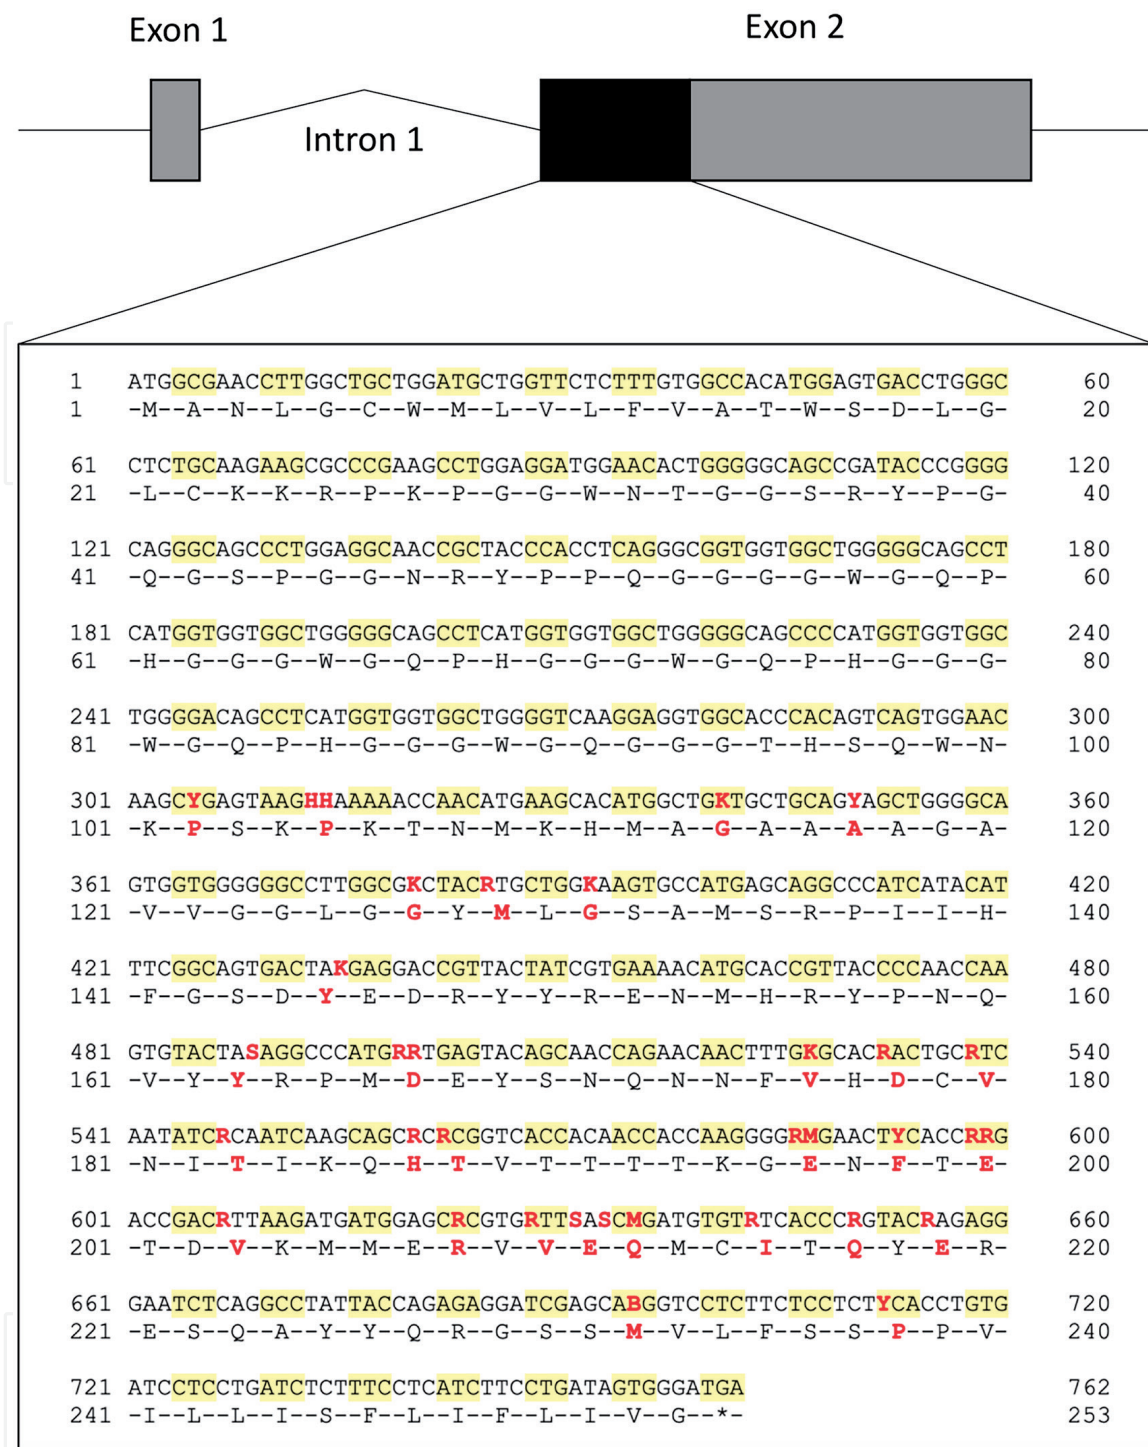 Exon 1
Exon 2
Intron 1
1 ATGGCGAACCTTGGCTGCTGGATGCTGGTTCTCTTTGTGGCCACATGGAGTGACCTGGGC 60
1 -M--A--N--L--G--C--W--M--L--V--L--F--V--A--T--W--S--D--L--G- 20
61 CTCTGCAAGAAGCGCCCGAAGCCTGGAGGATGGAACACTGGGGGCAGCCGATACCCGGGG 120
21 -L--C--K--K--R--P--K--P--G--G--W--N--T--G--G--S--R--Y--P--G- 40
121 CAGGGCAGCCCTGGAGGCAACCGCTACCCACCTCAGGGCGGTGGTGGCTGGGGGCAGCCT 180
41 -Q--G--S--P--G--G--N--R--Y--P--P--Q--G--G--G--G--W--G--Q--P- 60
181 CATGGTGGTGGCTGGGGGCAGCCTCATGGTGGTGGCTGGGGGCAGCCCCATGGTGGTGGC 240
61 -H--G--G--G--W--G--Q--P--H--G--G--G--W--G--Q--P--H--G--G--G- 80
241 TGGGGACAGCCTCATGGTGGTGGCTGGGGTCAAGGAGGTGGCACCCACAGTCAGTGGAAC 300
81 -W--G--Q--P--H--G--G--G--W--G--Q--G--G--G--T--H--S--Q--W--N- 100
301 AAGCYGAGTAAGHHAAAAACCAACATGAAGCACATGGCTGKTGCTGCAGYAGCTGGGGCA 360
101 -K--P--S--K--P--K--T--N--M--K--H--M--A--G--A--A--A--A--G--A- 120
361 GTGGTGGGGGGCCTTGGCGKCTACRTGCTGGKAAGTGCCATGAGCAGGCCCATCATACAT 420
121 -V--V--G--G--L--G--G--Y--M--L--G--S--A--M--S--R--P--I--I--H- 140
421 TTCGGCAGTGACTAKGAGGACCGTTACTATCGTGAAAACATGCACCGTTACCCCAACCAA 480
141 -F--G--S--D--Y--E--D--R--Y--Y--R--E--N--M--H--R--Y--P--N--Q- 160
481 GTGTACTASAGGCCCATGRRTGAGTACAGCAACCAGAACAACTTTGKGCACRACTGCRTC 540
161 -V--Y--Y--R--P--M--D--E--Y--S--N--Q--N--N--F--V--H--D--C--V- 180
541 AATATCRCAATCAAGCAGCRCRCGGTCACCACAACCACCAAGGGGRMGAACTYCACCRRG 600
181 -N--I--T--I--K--Q--H--T--V--T--T--T--T--K--G--E--N--F--T--E- 200
601 ACCGACRTTAAGATGATGGAGCRCGTGRTTSASCMGATGTGTRTCACCCRGTACRAGAGG 660
201 -T--D--V--K--M--M--E--R--V--V--E--Q--M--C--I--T--Q--Y--E--R- 220
661 GAATCTCAGGCCTATTACCAGAGAGGATCGAGCABGGTCCTCTTCTCCTCTYCACCTGTG 720
221 -E--S--Q--A--Y--Y--Q--R--G--S--S--M--V--L--F--S--S--P--P--V- 240
721 ATCCTCCTGATCTCTTTCCTCATCTTCCTGATAGTGGGATGA 762
241 -I--L--L--I--S--F--L--I--F--L--I--V--G--*- 253